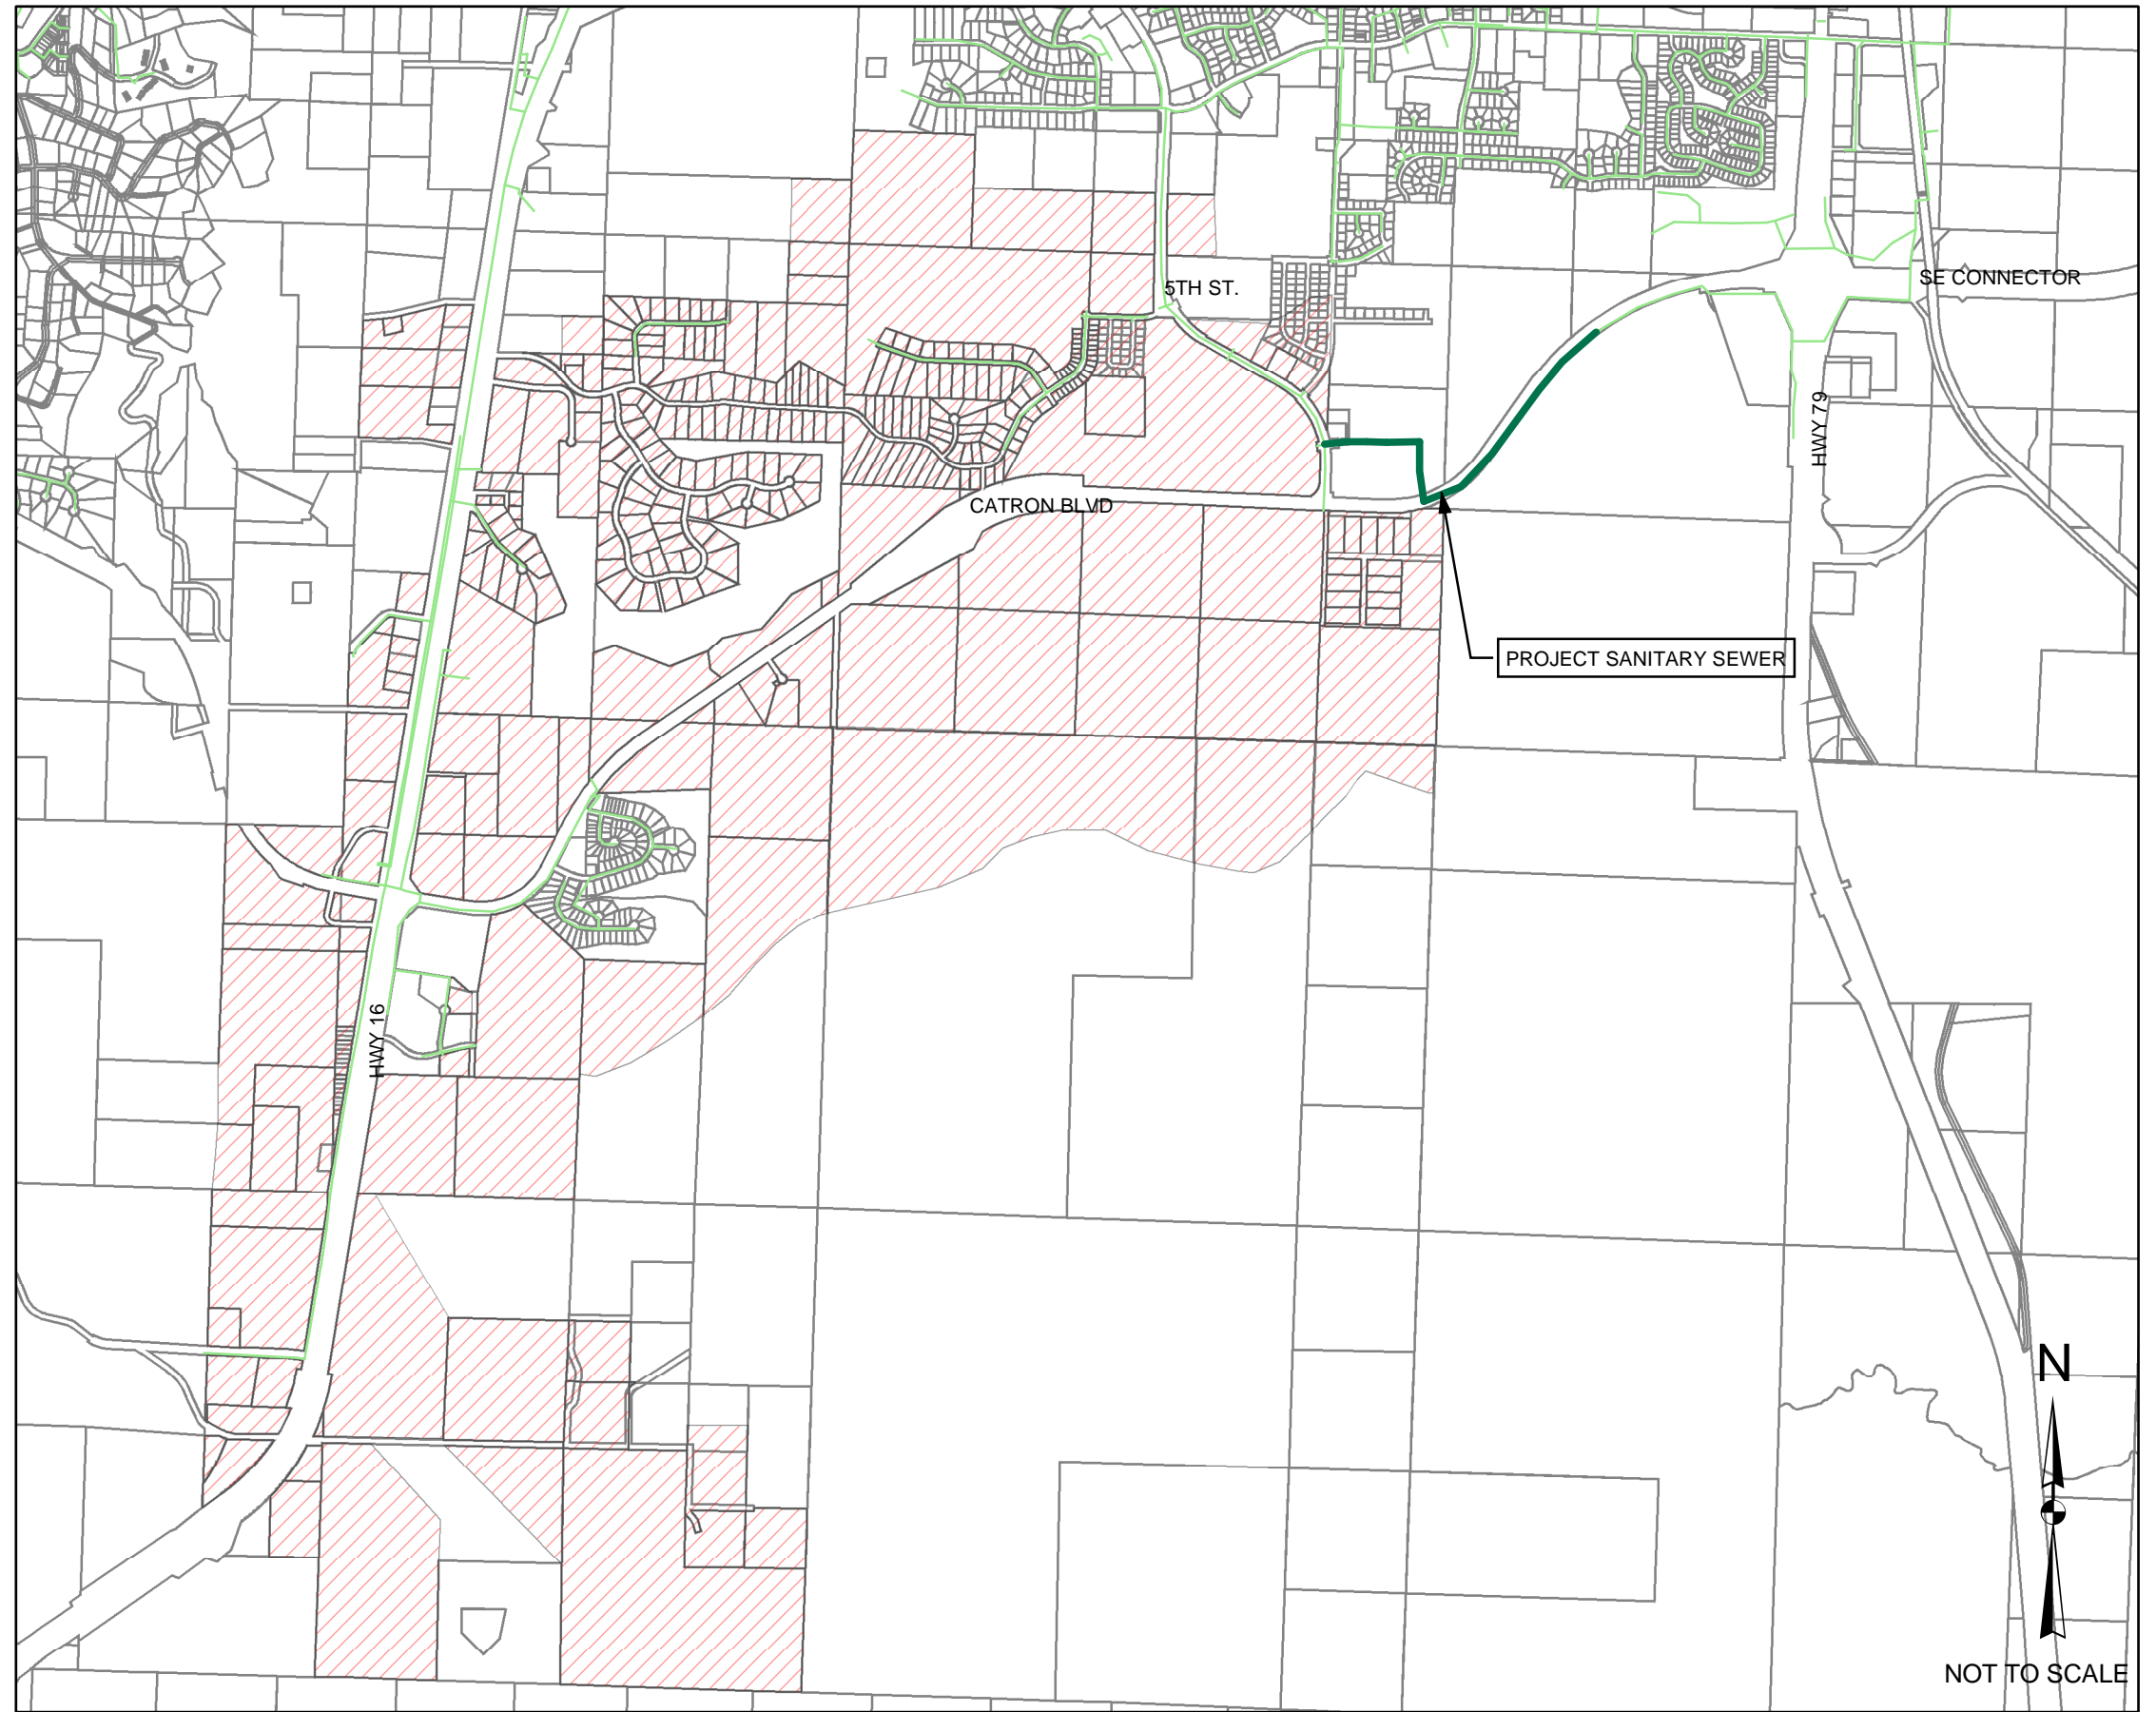 SE CONNECTOR
5TH ST.
HWY 79
CATRON BLVD
PROJECT SANITARY SEWER
HWY 16
N
NOT TO SCALE